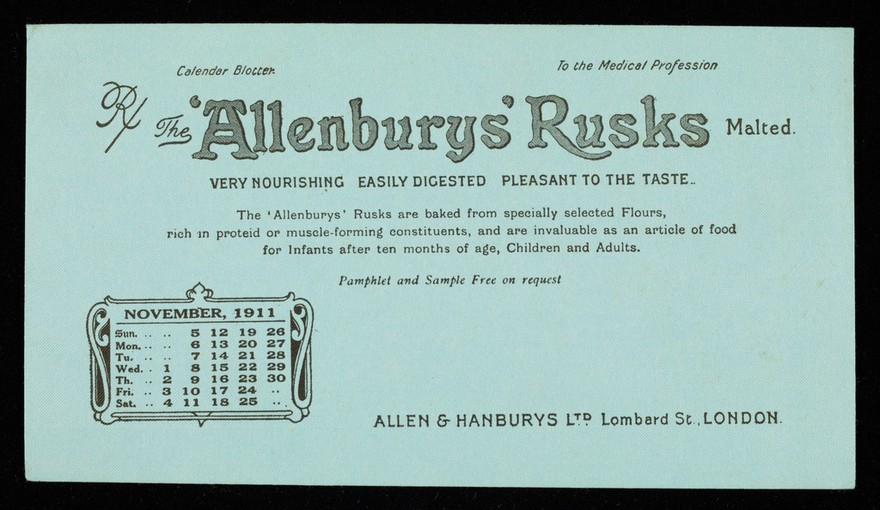 Calendar Blotter.
To the Medical Profession
Rx The 'Allenburys' Rusks Malted.
VERY NOURISHING EASILY DIGESTED PLEASANT TO THE TASTE..
The 'Allenburys' Rusks are baked from specially selected Flours,
rich in proteid or muscle-forming constituents, and are invaluable as an article of food
for Infants after ten months of age, Children and Adults.
Pamphlet and Sample Free on request
NOVEMBER, 1911
Sun. .. .. 5 12 19 26
Mon. .. .. 6 13 20 27
Tu. .. .. 7 14 21 28
Wed. .. 1 8 15 22 29
Th. .. 2 9 16 23 30
Fri. .. 3 10 17 24 ..
Sat. .. 4 11 18 25 ..
ALLEN & HANBURYS LTD Lombard St., LONDON.